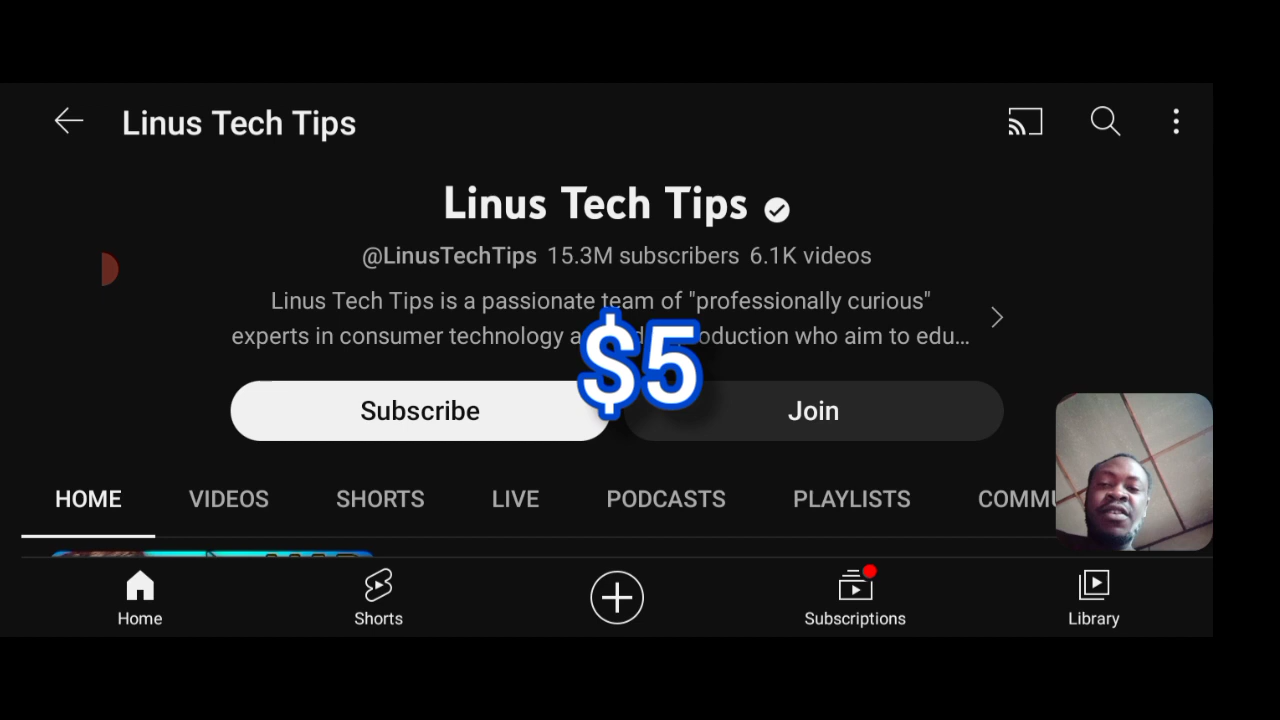 Linus Tech Tips
Linus Tech Tips
@LinusTechTips 15.3M subscribers 6.1K videos
Linus Tech Tips is a passionate team of "professionally curious"
experts in consumer technology a production who aim to edu...
$5
Subscribe
Join
HOME VIDEOS SHORTS LIVE PODCASTS PLAYLISTS COMMU
Home Shorts Subscriptions Library